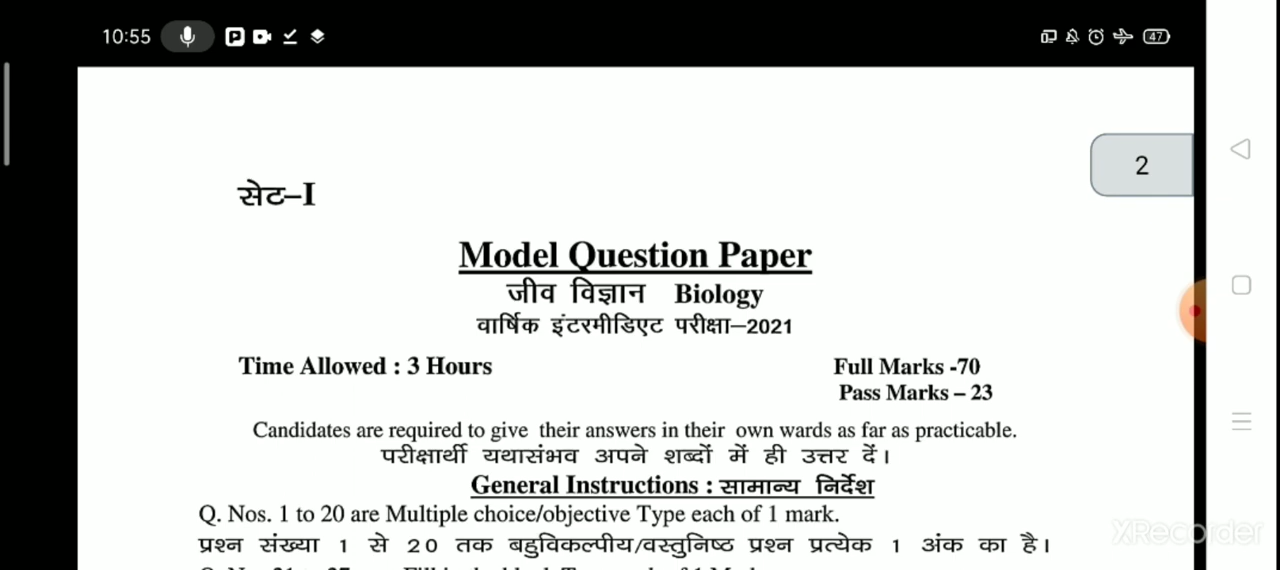 10:55
47
2
सेट–I
Model Question Paper
जीव विज्ञान Biology
वार्षिक इंटरमीडिएट परीक्षा–2021
Time Allowed : 3 Hours Full Marks -70
Pass Marks – 23
Candidates are required to give their answers in their own wards as far as practicable.
परीक्षार्थी यथासंभव अपने शब्दों में ही उत्तर दें।
General Instructions : सामान्य निर्देश
Q. Nos. 1 to 20 are Multiple choice/objective Type each of 1 mark.
प्रश्न संख्या 1 से 20 तक बहुविकल्पीय/वस्तुनिष्ठ प्रश्न प्रत्येक 1 अंक का है।
XRecorder